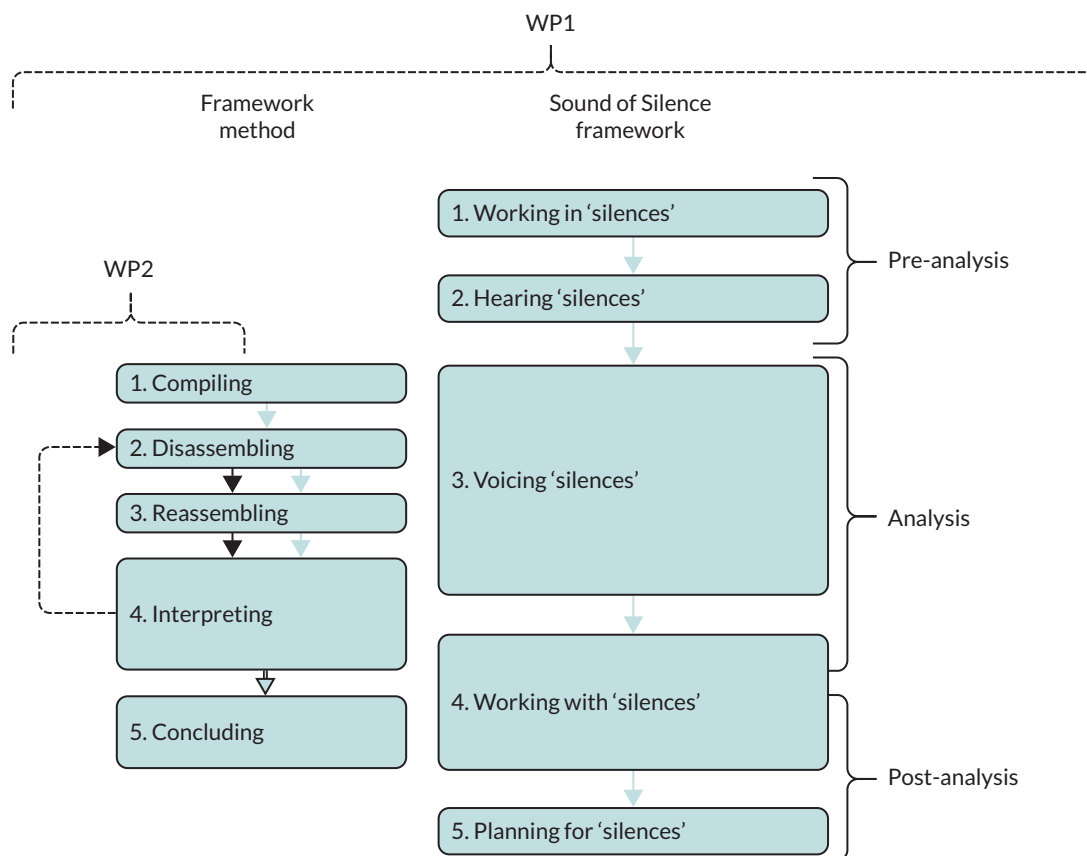 WP1
Framework
method
Sound of Silence
framework
1. Working in ‘silences’
2. Hearing ‘silences’
Pre-analysis
WP2
1. Compiling
2. Disassembling
3. Reassembling
4. Interpreting
5. Concluding
3. Voicing ‘silences’
Analysis
4. Working with ‘silences’
5. Planning for ‘silences’
Post-analysis